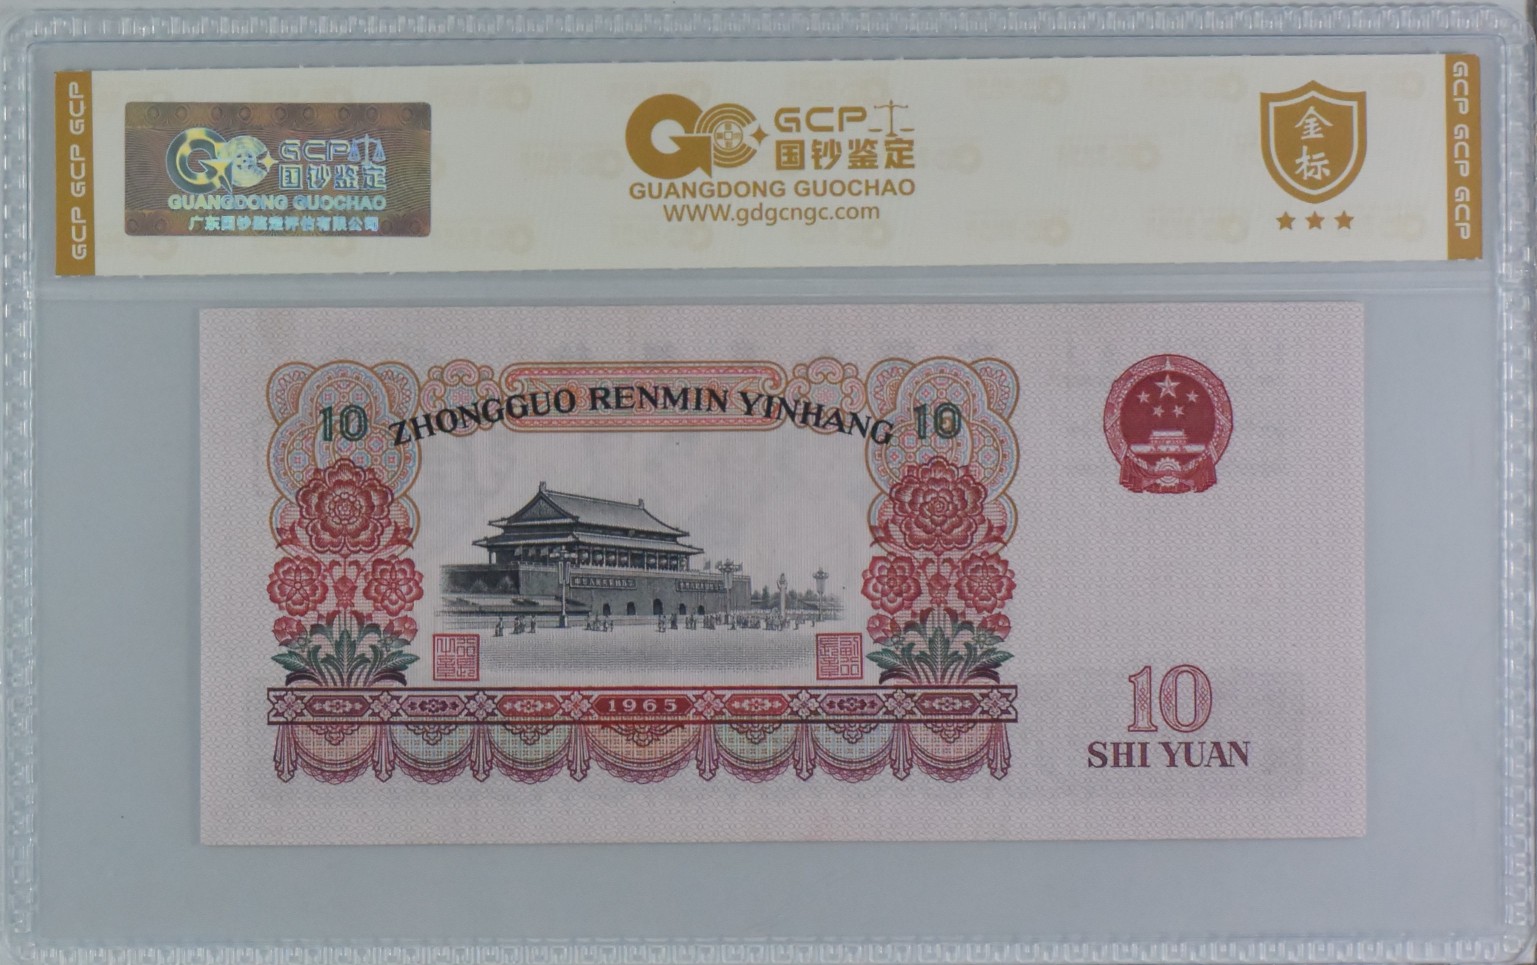 GCP GCP GCP
GCP
国钞鉴定
GUANGDONG GUOCHAO
广东国钞鉴定评估有限公司
GCP
国钞鉴定
GUANGDONG GUOCHAO
WWW.gdgcngc.com
金
标
GCP GCP GCP
10 ZHONGGUO RENMIN YINHANG 10
1965
10
SHI YUAN